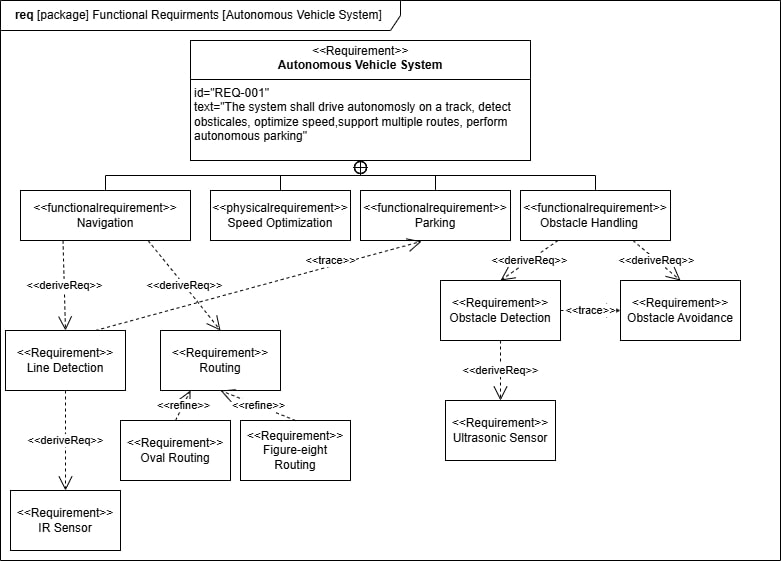 req [package] Functional Requirments [Autonomous Vehicle System]
<<Requirement>>
Autonomous Vehicle System
id="REQ-001"
text="The system shall drive autonomosly on a track, detect
obsticales, optimize speed,support multiple routes, perform
autonomous parking"
<<functionalrequirement>>
Navigation
<<physicalrequirement>>
Speed Optimization
<<functionalrequirement>>
Parking
<<functionalrequirement>>
Obstacle Handling
<<trace>>
<<deriveReq>>
<<deriveReq>>
<<deriveReq>>
<<deriveReq>>
<<Requirement>>
Obstacle Detection
<<trace>>
<<Requirement>>
Obstacle Avoidance
<<Requirement>>
Line Detection
<<Requirement>>
Routing
<<deriveReq>>
<<refine>>
<<refine>>
<<deriveReq>>
<<Requirement>>
Oval Routing
<<Requirement>>
Figure-eight
Routing
<<Requirement>>
Ultrasonic Sensor
<<Requirement>>
IR Sensor